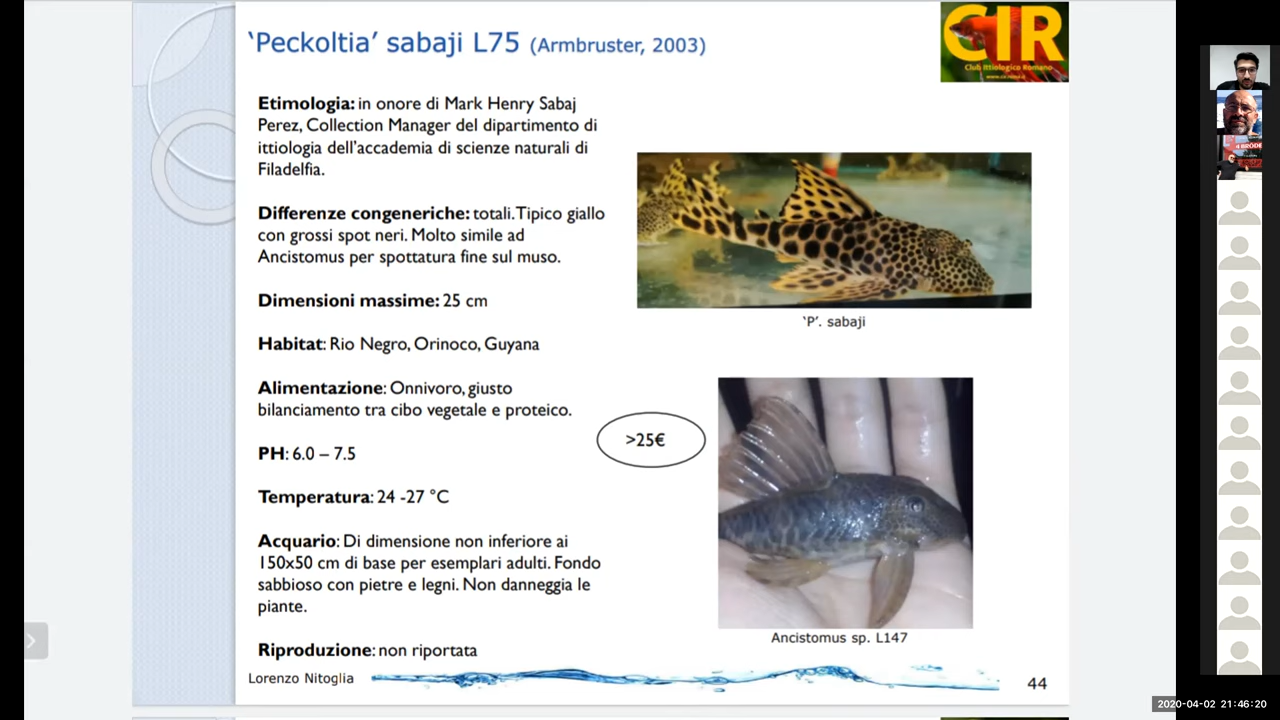 ‘Peckoltia’ sabaji L75 (Armbruster, 2003)
CIR
Club Ittiologico Romano
Etimologia: in onore di Mark Henry Sabaj
Perez, Collection Manager del dipartimento di
ittiologia dell’accademia di scienze naturali di
Filadelfia.
Differenze congeneriche: totali. Tipico giallo
con grossi spot neri. Molto simile ad
Ancistomus per spottatura fine sul muso.
Dimensioni massime: 25 cm
Habitat: Rio Negro, Orinoco, Guyana
Alimentazione: Onnivoro, giusto
bilanciamento tra cibo vegetale e proteico.
PH: 6.0 – 7.5
Temperatura: 24 -27 °C
Acquario: Di dimensione non inferiore ai
150x50 cm di base per esemplari adulti. Fondo
sabbioso con pietre e legni. Non danneggia le
piante.
Riproduzione: non riportata
‘P’. sabaji
>25€
Ancistomus sp. L147
Lorenzo Nitoglia
44
2020-04-02 21:46:20